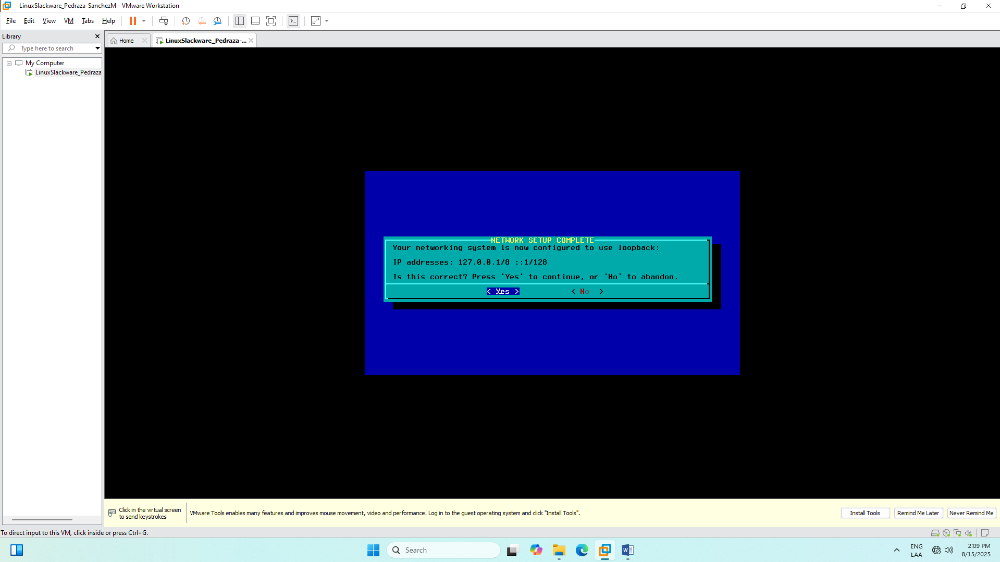 LinuxSlackware_Pedraza-SanchezM - VMware Workstation
File Edit View VM Tabs Help
Library
Home
LinuxSlackware_Pedraza-...
Type here to search
My Computer
LinuxSlackware_Pedraza
NETWORK SETUP COMPLETE
Your networking system is now configured to use loopback:
IP addresses: 127.0.0.1/8 ::1/128
Is this correct? Press 'Yes' to continue, or 'No' to abandon.
< Yes > < No >
Click in the virtual screen
to send keystrokes
VMware Tools enables many features and improves mouse movement, video and performance. Log in to the guest operating system and click "Install Tools".
Install Tools
Remind Me Later
Never Remind Me
To direct input to this VM, click inside or press Ctrl+G.
Search
ENG
LAA
2:09 PM
8/15/2025